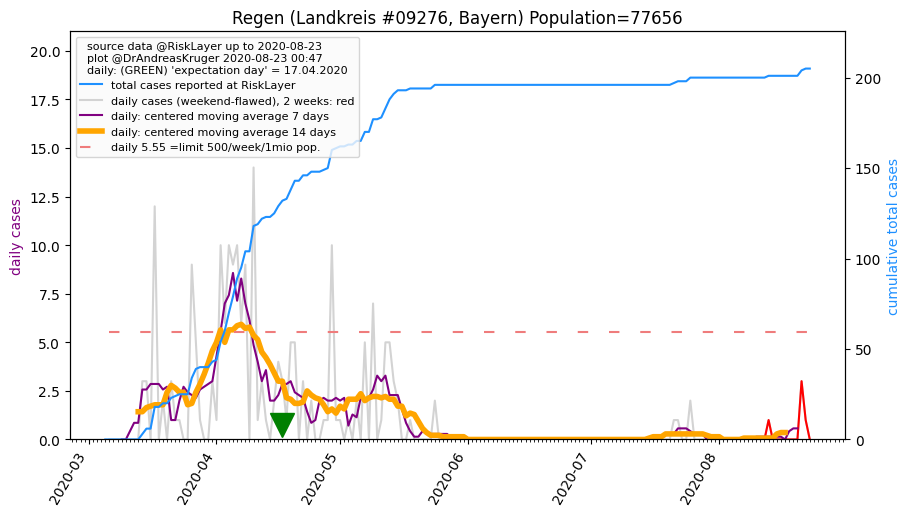 Regen (Landkreis #09276, Bayern) Population=77656
source data @RiskLayer up to 2020-08-23
plot @DrAndreasKruger 2020-08-23 00:47
daily: (GREEN) 'expectation day' = 17.04.2020
total cases reported at RiskLayer
daily cases (weekend-flawed), 2 weeks: red
daily: centered moving average 7 days
daily: centered moving average 14 days
daily 5.55 =limit 500/week/1mio pop.
daily cases
20.0
17.5
15.0
12.5
10.0
7.5
5.0
2.5
0.0
cumulative total cases
200
150
100
50
0
2020-03
2020-04
2020-05
2020-06
2020-07
2020-08